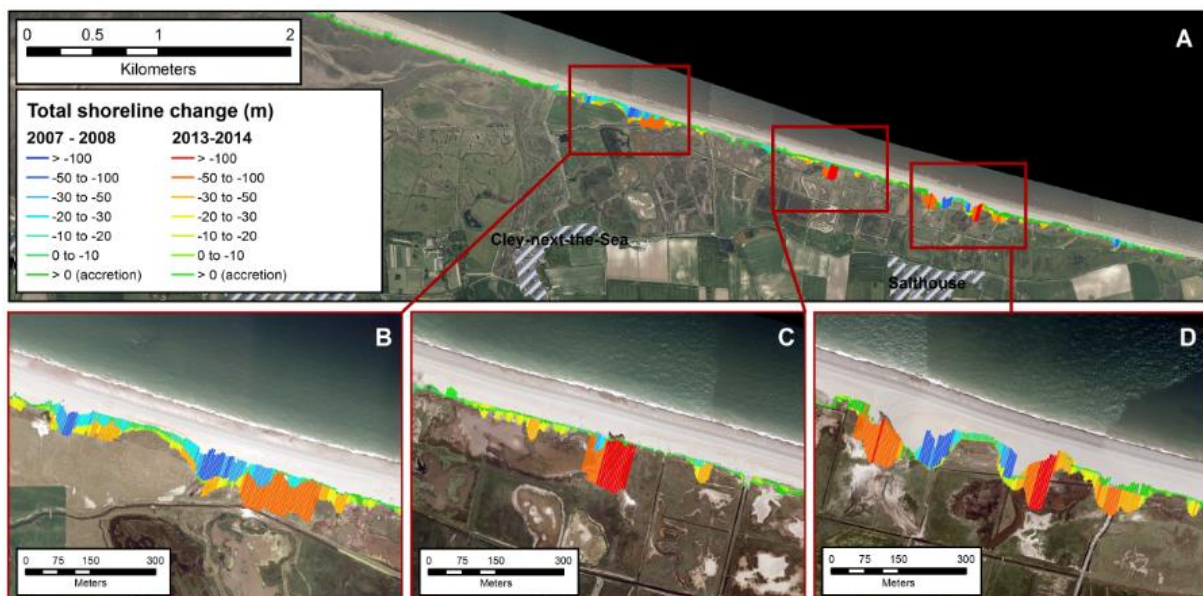 A
0 0.5 1 2
Kilometers
Total shoreline change (m)
2007 - 2008 2013-2014
> -100 > -100
-50 to -100 -50 to -100
-30 to -50 -30 to -50
-20 to -30 -20 to -30
-10 to -20 -10 to -20
0 to -10 0 to -10
> 0 (accretion) > 0 (accretion)
Cley-next-the-Sea
Salthouse
B
0 75 150 300
Meters
C
0 75 150 300
Meters
D
0 75 150 300
Meters